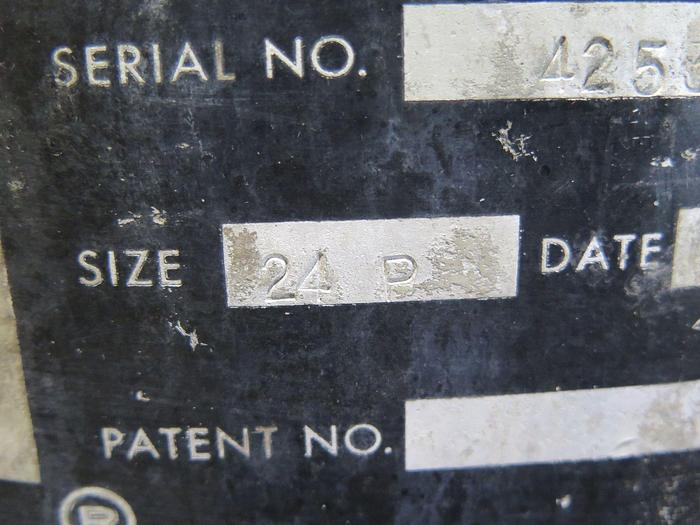 SERIAL NO. 425
SIZE 24 P DATE
PATENT NO.